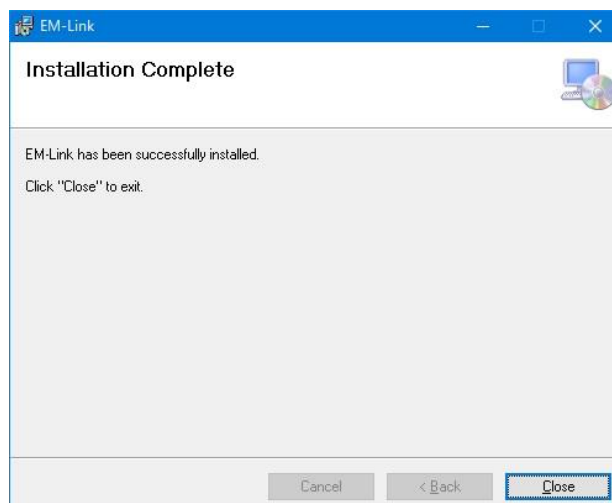 EM-Link
Installation Complete
EM-Link has been successfully installed.
Click "Close" to exit.
Cancel
< Back
Close